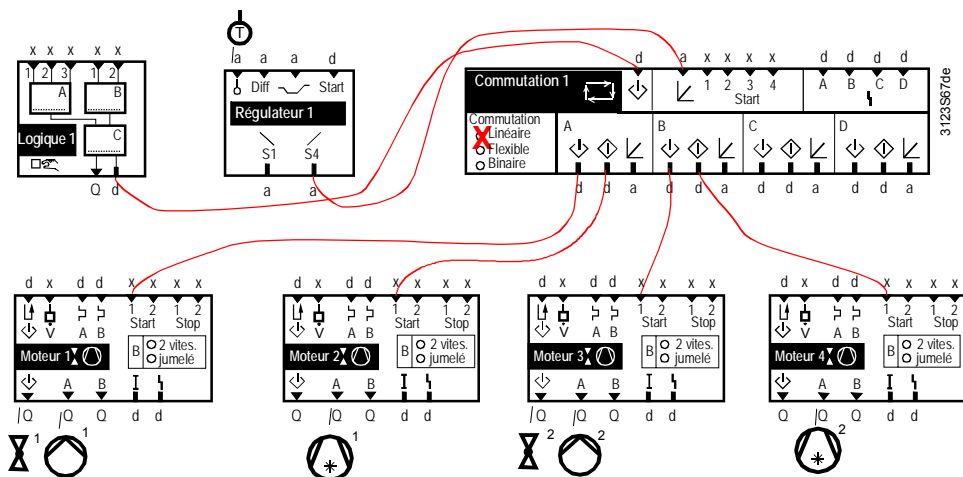 T
a a a d
Diff Start
Régulateur 1
S1 S4
a a
x x x x x
1 2 3 1 2
A B
C
Logique 1
Q d
d a x x x x d d d d
Commutation 1
1 2 3 4
Start
A B C D
Commutation
Linéaire
X
Flexible
Binaire
A B C D
d d a d d a d d a d d a
3123S67de
d x d d x x x x
1 2 1 2
V A B Start Stop
Moteur 1
B 2 vites.
jumelé
A B
Q Q Q d d
1 1
d x d d x x x x
1 2 1 2
V A B Start Stop
Moteur 2
B 2 vites.
jumelé
A B
Q Q Q d d
1
d x d d x x x x
1 2 1 2
V A B Start Stop
Moteur 3
B 2 vites.
jumelé
A B
Q Q Q d d
2 2
d x d d x x x x
1 2 1 2
V A B Start Stop
Moteur 4
B 2 vites.
jumelé
A B
Q Q Q d d
2